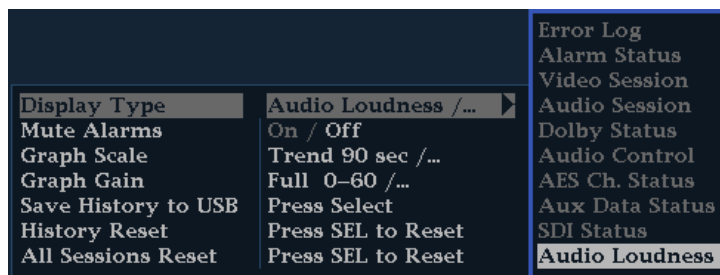 Display Type Audio Loudness /...
Mute Alarms On / Off
Graph Scale Trend 90 sec /...
Graph Gain Full 0–60 /...
Save History to USB Press Select
History Reset Press SEL to Reset
All Sessions Reset Press SEL to Reset
Error Log
Alarm Status
Video Session
Audio Session
Dolby Status
Audio Control
AES Ch. Status
Aux Data Status
SDI Status
Audio Loudness